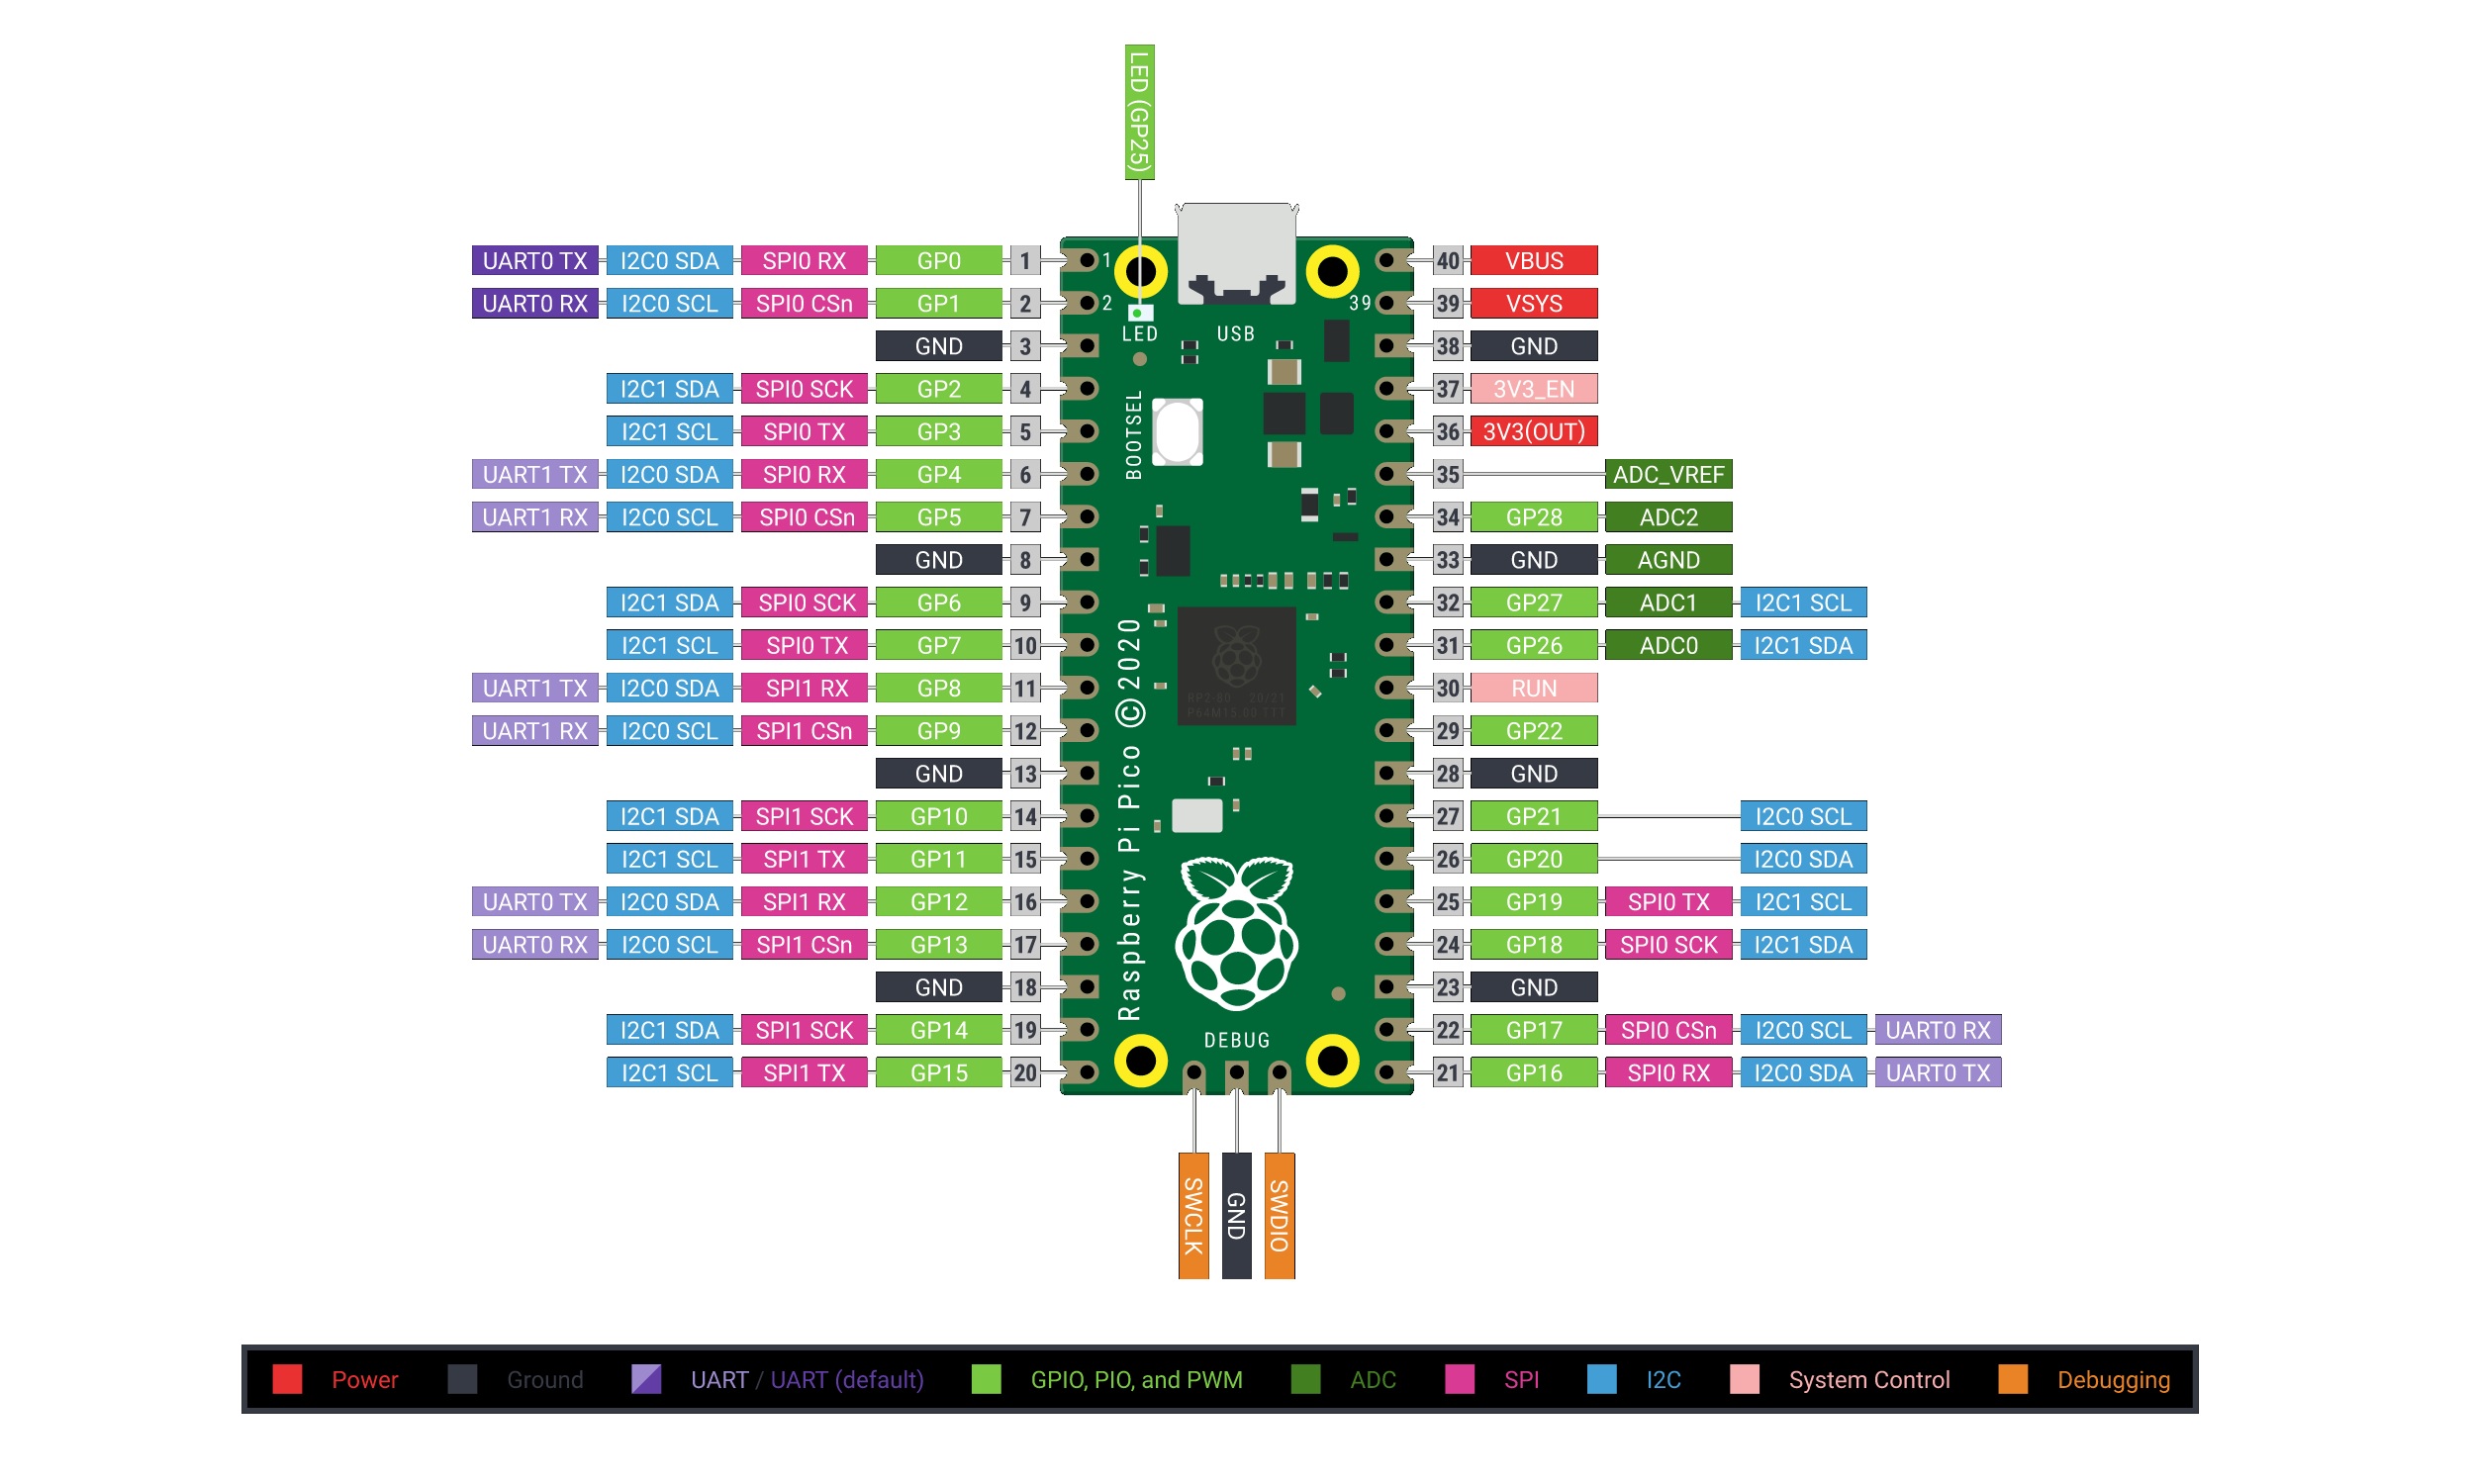 LED (GP25)
UART0 TX I2C0 SDA SPI0 RX GP0 1 1 40 VBUS
UART0 RX I2C0 SCL SPI0 CSn GP1 2 2 39 39 VSYS
LED USB
GND 3 38 GND
I2C1 SDA SPI0 SCK GP2 4 37 3V3_EN
I2C1 SCL SPI0 TX GP3 5 36 3V3(OUT)
BOOTSEL
UART1 TX I2C0 SDA SPI0 RX GP4 6 35 ADC_VREF
UART1 RX I2C0 SCL SPI0 CSn GP5 7 34 GP28 ADC2
GND 8 33 GND AGND
I2C1 SDA SPI0 SCK GP6 9 32 GP27 ADC1 I2C1 SCL
I2C1 SCL SPI0 TX GP7 10 31 GP26 ADC0 I2C1 SDA
UART1 TX I2C0 SDA SPI1 RX GP8 11 30 RUN
RP2-80 20/21
P64M15.00 TTT
UART1 RX I2C0 SCL SPI1 CSn GP9 12 29 GP22
GND 13 28 GND
I2C1 SDA SPI1 SCK GP10 14 27 GP21 I2C0 SCL
I2C1 SCL SPI1 TX GP11 15 26 GP20 I2C0 SDA
Raspberry Pi Pico ©2020
UART0 TX I2C0 SDA SPI1 RX GP12 16 25 GP19 SPI0 TX I2C1 SCL
UART0 RX I2C0 SCL SPI1 CSn GP13 17 24 GP18 SPI0 SCK I2C1 SDA
GND 18 23 GND
I2C1 SDA SPI1 SCK GP14 19 22 GP17 SPI0 CSn I2C0 SCL UART0 RX
DEBUG
I2C1 SCL SPI1 TX GP15 20 21 GP16 SPI0 RX I2C0 SDA UART0 TX
SWCLK GND SWDIO
Power Ground UART / UART (default) GPIO, PIO, and PWM ADC SPI I2C System Control Debugging